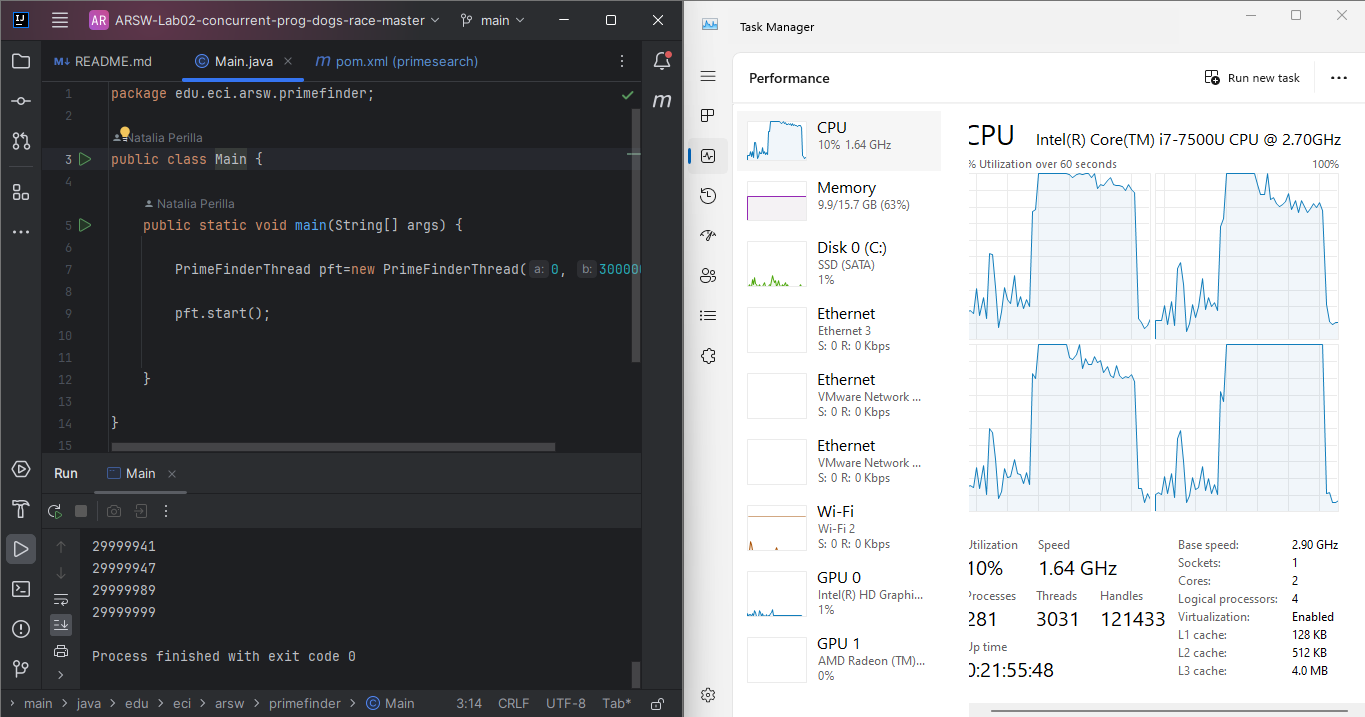 AR ARSW-Lab02-concurrent-prog-dogs-race-master main
README.md
Main.java
pom.xml (primesearch)
1 package edu.eci.arsw.primefinder;
2
Natalia Perilla
3 public class Main {
4
Natalia Perilla
5 public static void main(String[] args) {
6
7 PrimeFinderThread pft=new PrimeFinderThread( a: 0, b: 300000
8
9 pft.start();
10
11
12 }
13
14 }
15
Run Main
29999941
29999947
29999989
29999999
Process finished with exit code 0
main > java > edu > eci > arsw > primefinder > Main 3:14 CRLF UTF-8 Tab*
Task Manager
Performance
Run new task
CPU
10% 1.64 GHz
Memory
9.9/15.7 GB (63%)
Disk 0 (C:)
SSD (SATA)
1%
Ethernet
Ethernet 3
S: 0 R: 0 Kbps
Ethernet
VMware Network ...
S: 0 R: 0 Kbps
Ethernet
VMware Network ...
S: 0 R: 0 Kbps
Wi-Fi
Wi-Fi 2
S: 0 R: 0 Kbps
GPU 0
Intel(R) HD Graphi...
1%
GPU 1
AMD Radeon (TM)...
0%
CPU Intel(R) Core(TM) i7-7500U CPU @ 2.70GHz
% Utilization over 60 seconds 100%
Utilization Speed
10% 1.64 GHz
Processes Threads Handles
281 3031 121433
Up time
0:21:55:48
Base speed: 2.90 GHz
Sockets: 1
Cores: 2
Logical processors: 4
Virtualization: Enabled
L1 cache: 128 KB
L2 cache: 512 KB
L3 cache: 4.0 MB